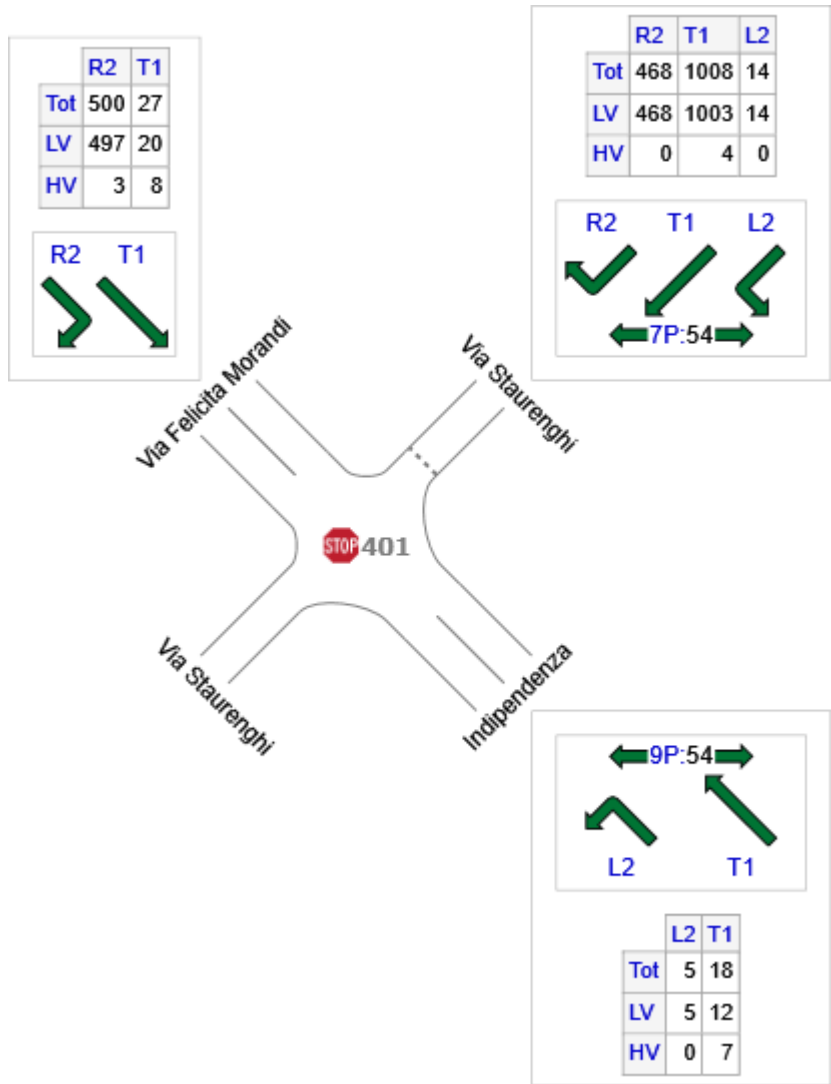 R2 T1
Tot 500 27
LV 497 20
HV 3 8
R2 T1
R2 T1 L2
Tot 468 1008 14
LV 468 1003 14
HV 0 4 0
R2 T1 L2
7P:54
Via Felicita Morandi
Via Staurenghi
STOP 401
Via Staurenghi
Indipendenza
9P:54
L2 T1
L2 T1
Tot 5 18
LV 5 12
HV 0 7